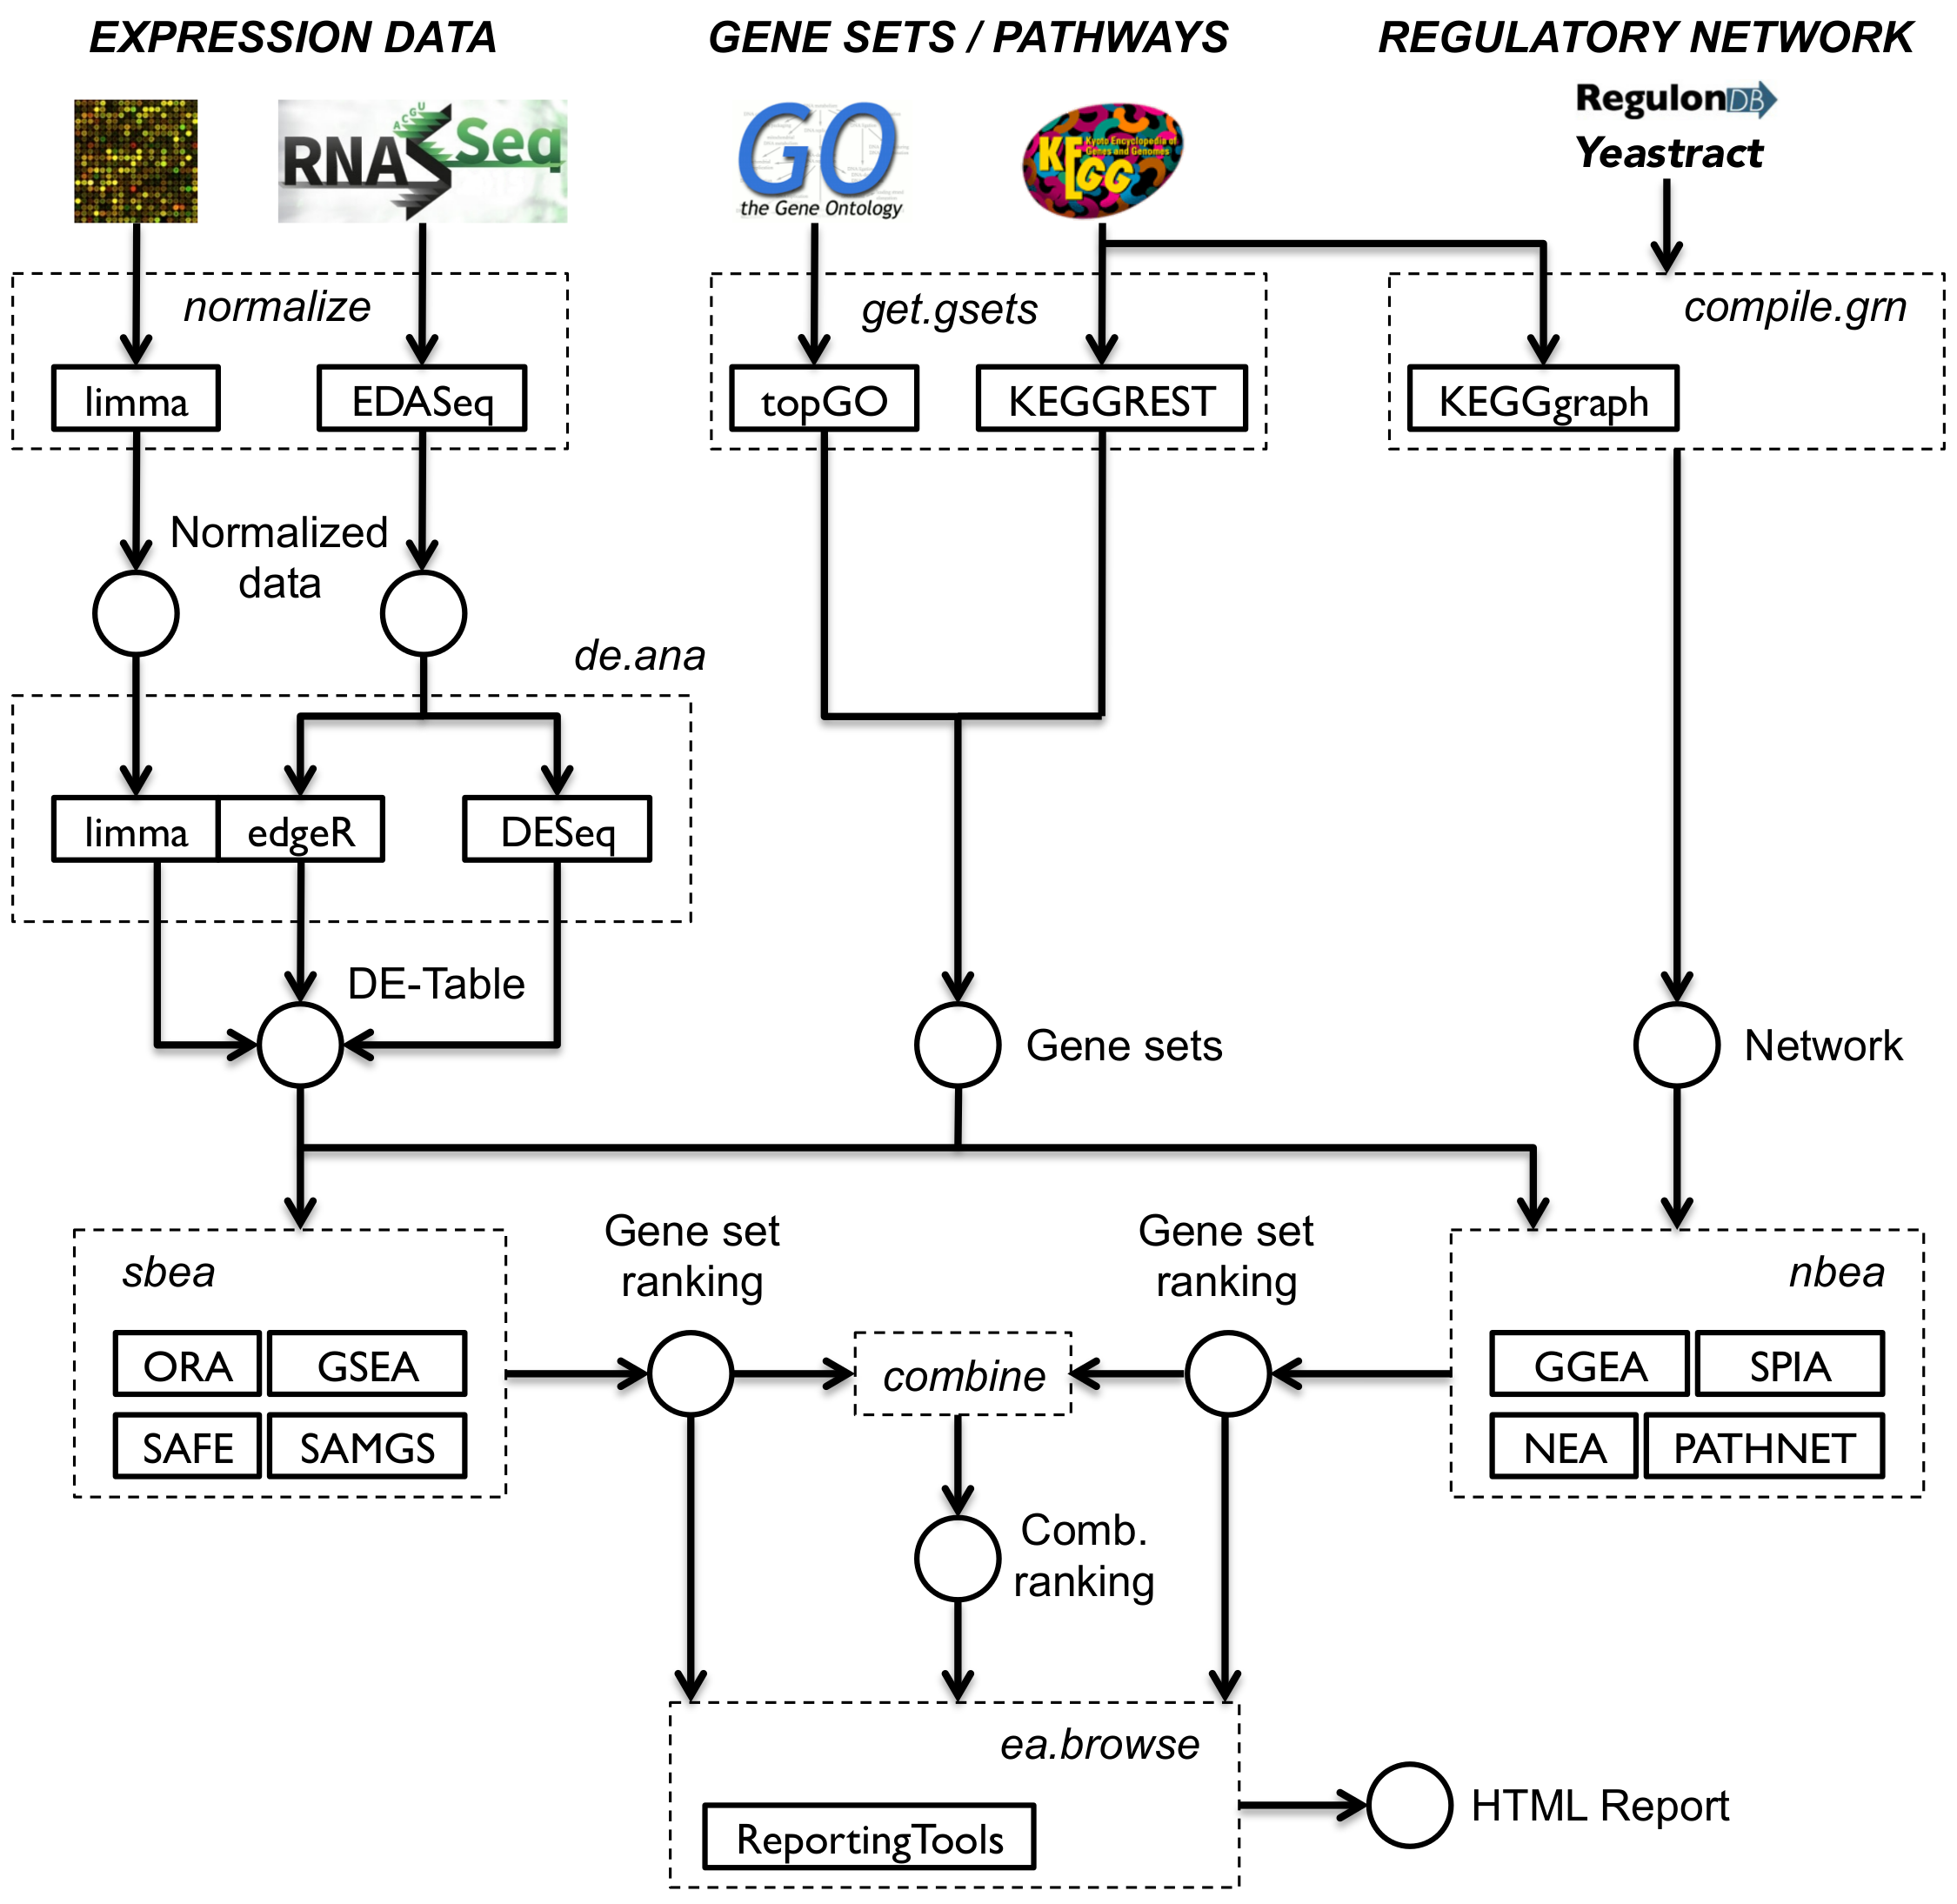 EXPRESSION DATA
GENE SETS / PATHWAYS
REGULATORY NETWORK
RNA Seq
ACGU
GO
the Gene Ontology
KEGG
Kyoto Encyclopedia of
Genes and Genomes
RegulonDB
Yeastract
normalize
get.gsets
compile.grn
limma
EDASeq
topGO
KEGGREST
KEGGgraph
Normalized
data
de.ana
limma
edgeR
DESeq
DE-Table
Gene sets
Network
sbea
Gene set
ranking
Gene set
ranking
nbea
ORA
GSEA
combine
GGEA
SPIA
SAFE
SAMGS
NEA
PATHNET
Comb.
ranking
ea.browse
ReportingTools
HTML Report